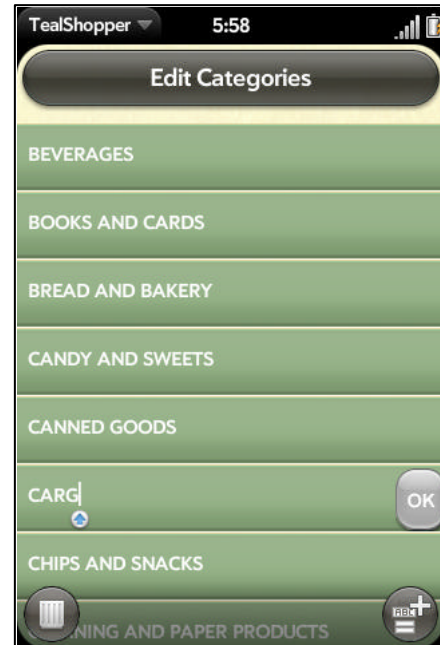 TealShopper 5:58
Edit Categories
BEVERAGES
BOOKS AND CARDS
BREAD AND BAKERY
CANDY AND SWEETS
CANNED GOODS
CARG OK
CHIPS AND SNACKS
NING AND PAPER PRODUCTS
ABC